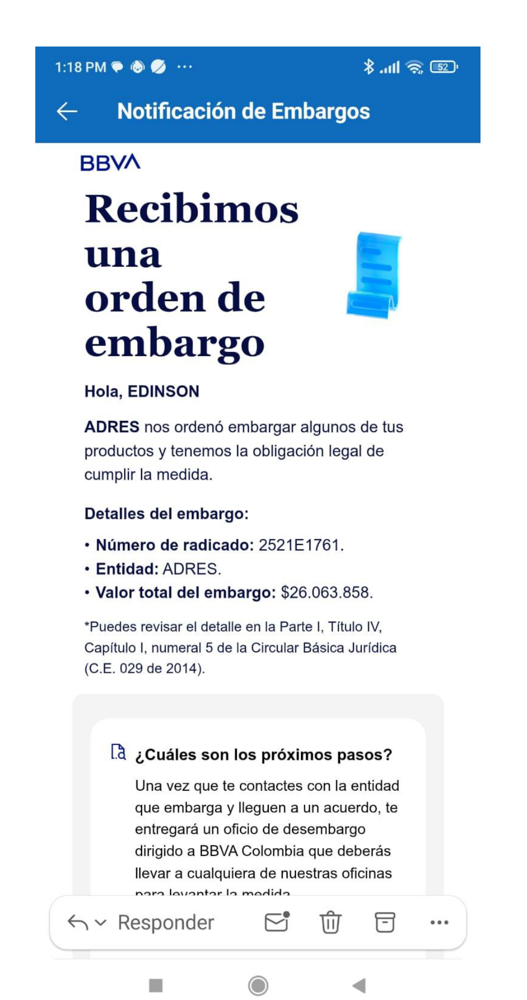 1:18 PM ... 52
Notificación de Embargos
BBVA
Recibimos
una
orden de
embargo
Hola, EDINSON
ADRES nos ordenó embargar algunos de tus
productos y tenemos la obligación legal de
cumplir la medida.
Detalles del embargo:
• Número de radicado: 2521E1761.
• Entidad: ADRES.
• Valor total del embargo: $26.063.858.
*Puedes revisar el detalle en la Parte I, Título IV,
Capítulo I, numeral 5 de la Circular Básica Jurídica
(C.E. 029 de 2014).
¿Cuáles son los próximos pasos?
Una vez que te contactes con la entidad
que embarga y lleguen a un acuerdo, te
entregará un oficio de desembargo
dirigido a BBVA Colombia que deberás
llevar a cualquiera de nuestras oficinas
para levantar la medida
Responder